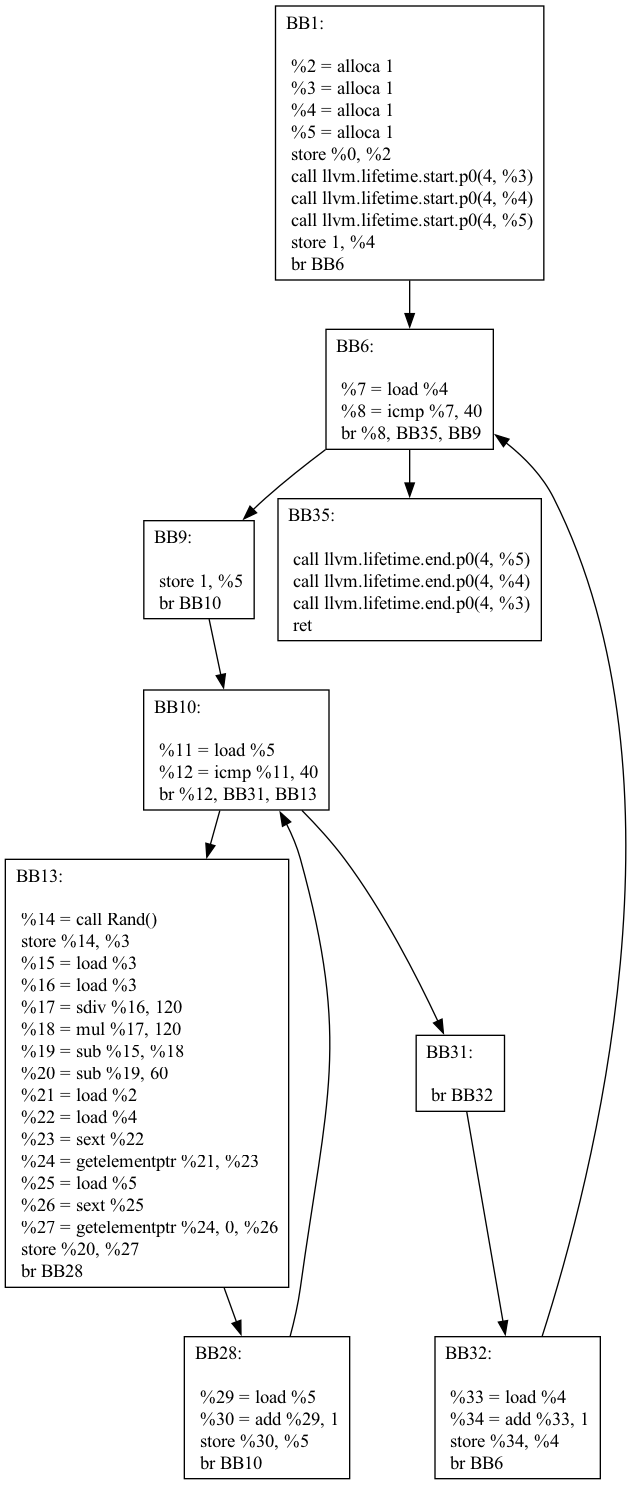 BB1:
%2 = alloca 1
%3 = alloca 1
%4 = alloca 1
%5 = alloca 1
store %0, %2
call llvm.lifetime.start.p0(4, %3)
call llvm.lifetime.start.p0(4, %4)
call llvm.lifetime.start.p0(4, %5)
store 1, %4
br BB6
BB6:
%7 = load %4
%8 = icmp %7, 40
br %8, BB35, BB9
BB9:
store 1, %5
br BB10
BB35:
call llvm.lifetime.end.p0(4, %5)
call llvm.lifetime.end.p0(4, %4)
call llvm.lifetime.end.p0(4, %3)
ret
BB10:
%11 = load %5
%12 = icmp %11, 40
br %12, BB31, BB13
BB13:
%14 = call Rand()
store %14, %3
%15 = load %3
%16 = load %3
%17 = sdiv %16, 120
%18 = mul %17, 120
%19 = sub %15, %18
%20 = sub %19, 60
%21 = load %2
%22 = load %4
%23 = sext %22
%24 = getelementptr %21, %23
%25 = load %5
%26 = sext %25
%27 = getelementptr %24, 0, %26
store %20, %27
br BB28
BB31:
br BB32
BB28:
%29 = load %5
%30 = add %29, 1
store %30, %5
br BB10
BB32:
%33 = load %4
%34 = add %33, 1
store %34, %4
br BB6